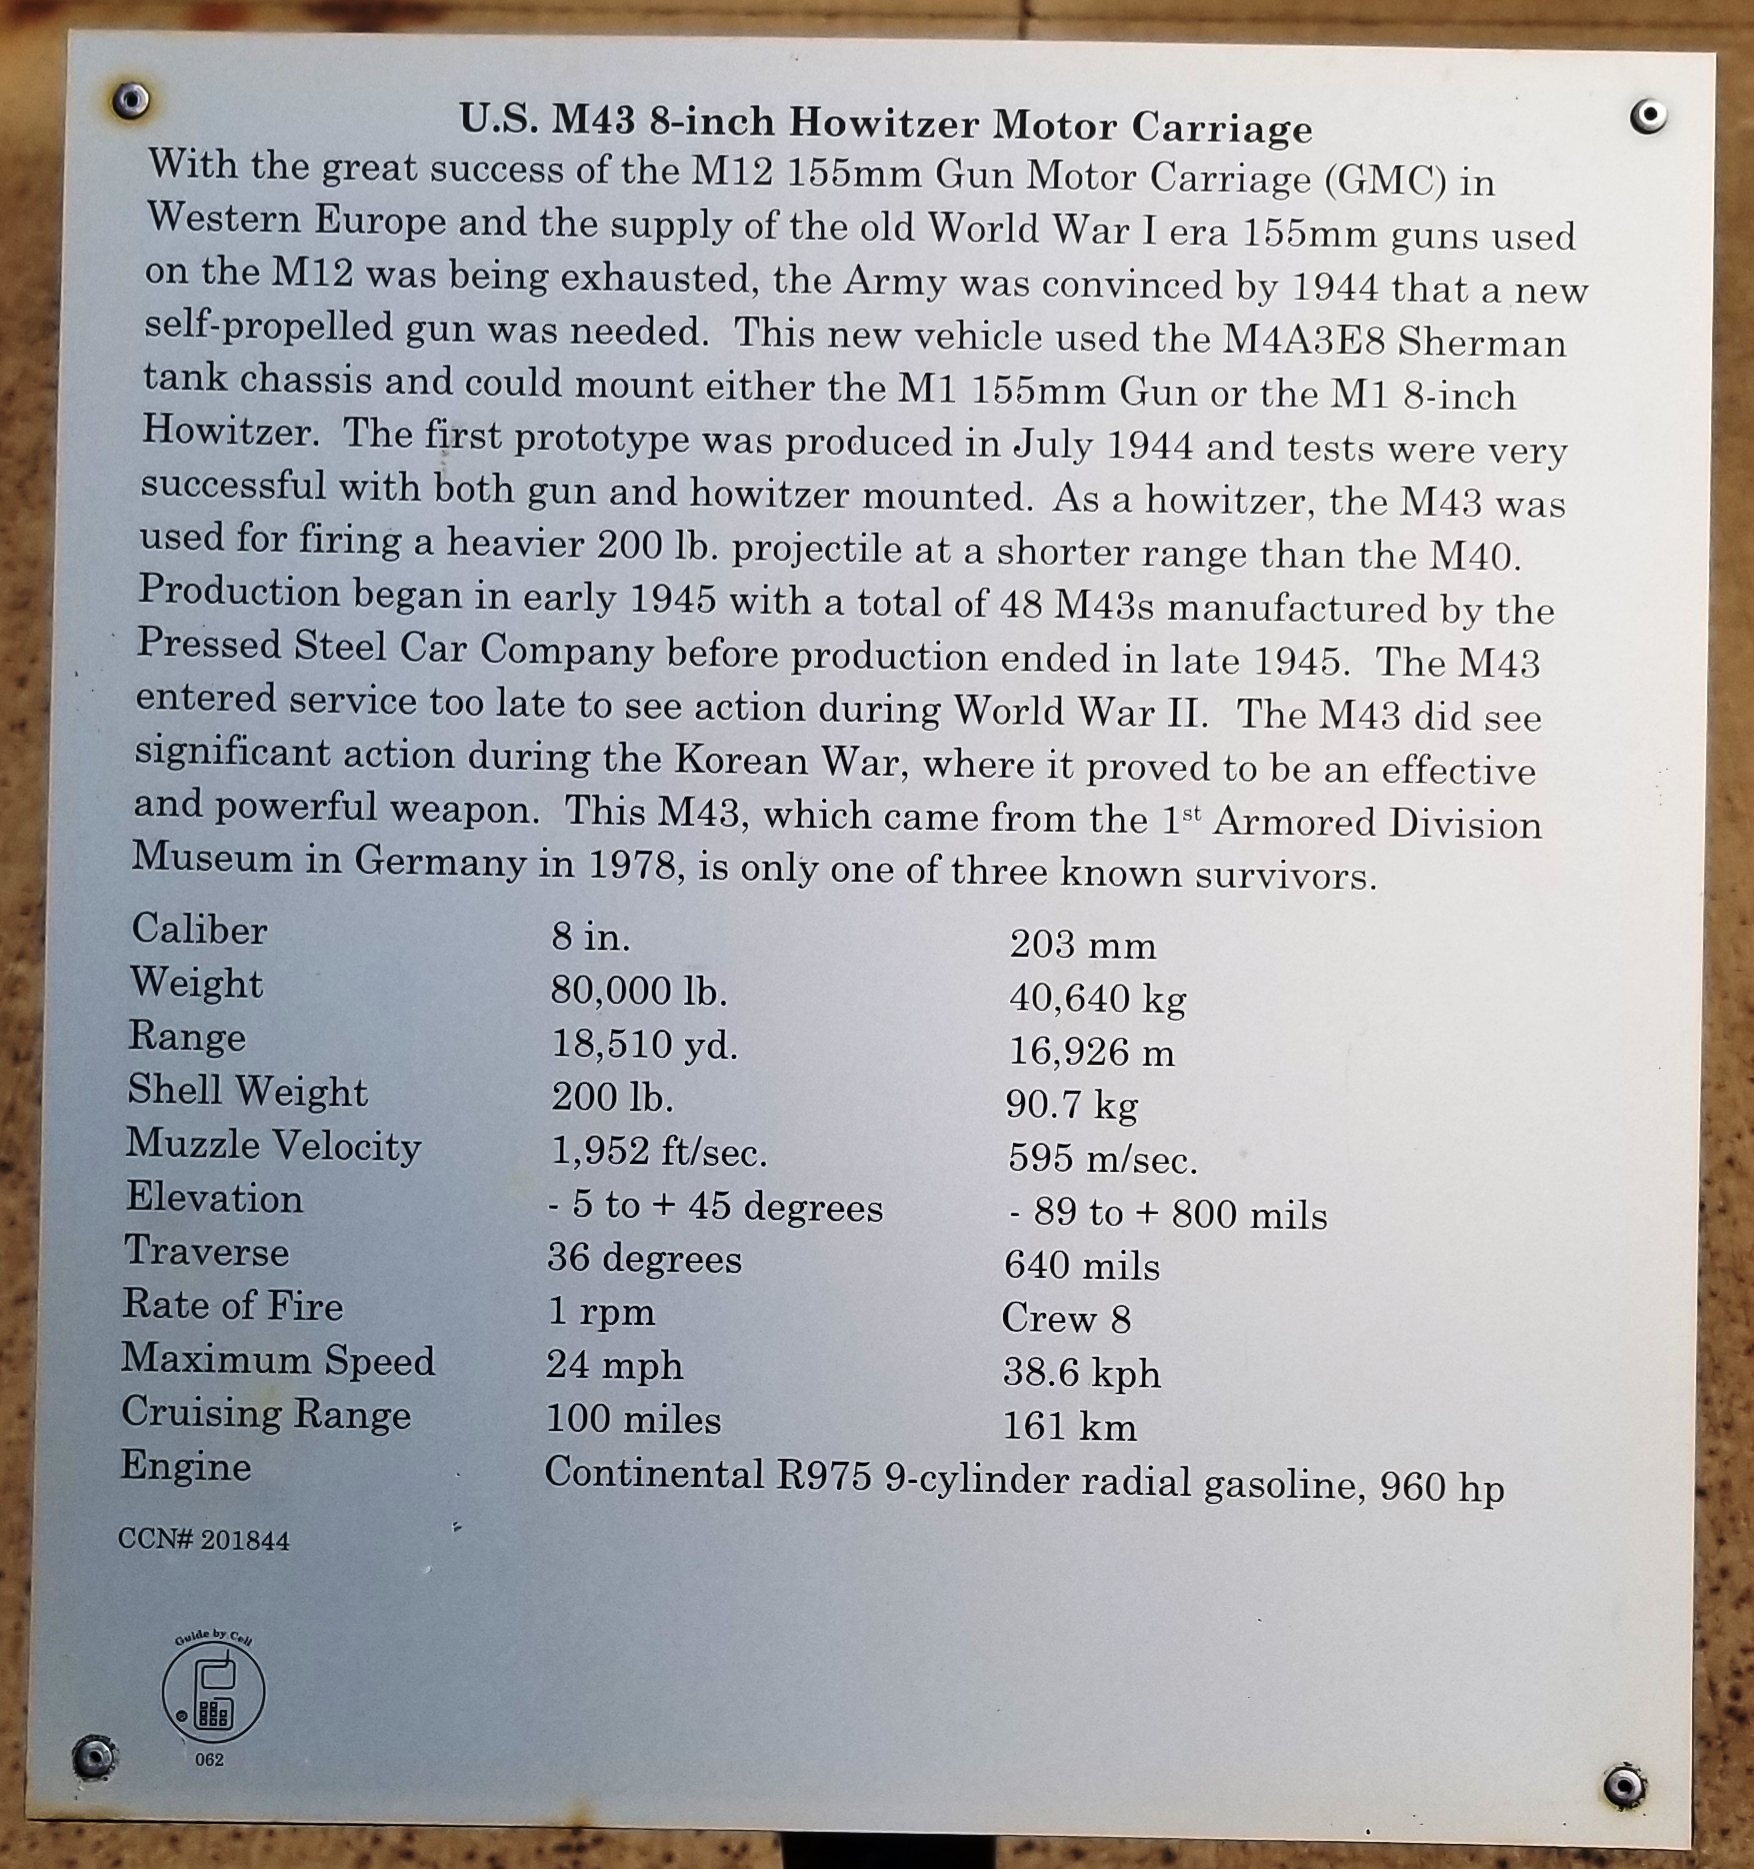 U.S. M43 8-inch Howitzer Motor Carriage
With the great success of the M12 155mm Gun Motor Carriage (GMC) in
Western Europe and the supply of the old World War I era 155mm guns used
on the M12 was being exhausted, the Army was convinced by 1944 that a new
self-propelled gun was needed.  This new vehicle used the M4A3E8 Sherman
tank chassis and could mount either the M1 155mm Gun or the M1 8-inch
Howitzer.  The first prototype was produced in July 1944 and tests were very
successful with both gun and howitzer mounted. As a howitzer, the M43 was
used for firing a heavier 200 lb. projectile at a shorter range than the M40.
Production began in early 1945 with a total of 48 M43s manufactured by the
Pressed Steel Car Company before production ended in late 1945.  The M43
entered service too late to see action during World War II.  The M43 did see
significant action during the Korean War, where it proved to be an effective
and powerful weapon.  This M43, which came from the 1st Armored Division
Museum in Germany in 1978, is only one of three known survivors.
Caliber 8 in. 203 mm
Weight 80,000 lb. 40,640 kg
Range 18,510 yd. 16,926 m
Shell Weight 200 lb. 90.7 kg
Muzzle Velocity 1,952 ft/sec. 595 m/sec.
Elevation - 5 to + 45 degrees - 89 to + 800 mils
Traverse 36 degrees 640 mils
Rate of Fire 1 rpm Crew 8
Maximum Speed 24 mph 38.6 kph
Cruising Range 100 miles 161 km
Engine Continental R975 9-cylinder radial gasoline, 960 hp
CCN# 201844
Guide by Cell
062